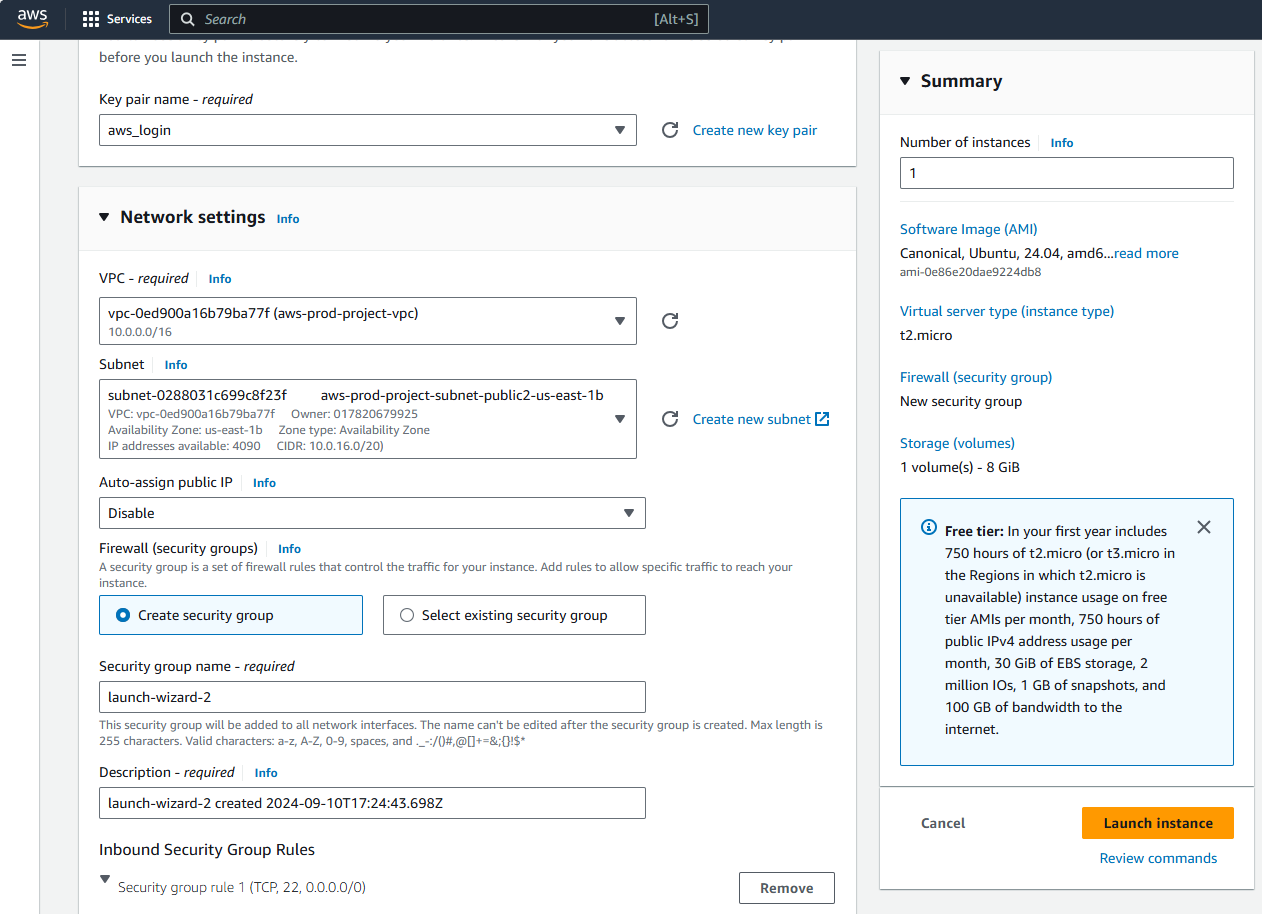 aws
Services
Search
[Alt+S]
before you launch the instance.
Key pair name - required
aws_login
Create new key pair
Network settings Info
VPC - required Info
vpc-0ed900a16b79ba77f (aws-prod-project-vpc)
10.0.0.0/16
Subnet Info
subnet-0288031c699c8f23f aws-prod-project-subnet-public2-us-east-1b
VPC: vpc-0ed900a16b79ba77f Owner: 017820679925
Availability Zone: us-east-1b Zone type: Availability Zone
IP addresses available: 4090 CIDR: 10.0.16.0/20)
Create new subnet
Auto-assign public IP Info
Disable
Firewall (security groups) Info
A security group is a set of firewall rules that control the traffic for your instance. Add rules to allow specific traffic to reach your
instance.
Create security group
Select existing security group
Security group name - required
launch-wizard-2
This security group will be added to all network interfaces. The name can't be edited after the security group is created. Max length is
255 characters. Valid characters: a-z, A-Z, 0-9, spaces, and ._-:/()#,@[]+=&;{}!$*
Description - required Info
launch-wizard-2 created 2024-09-10T17:24:43.698Z
Inbound Security Group Rules
Security group rule 1 (TCP, 22, 0.0.0.0/0)
Remove
Summary
Number of instances Info
1
Software Image (AMI)
Canonical, Ubuntu, 24.04, amd6...read more
ami-0e86e20dae9224db8
Virtual server type (instance type)
t2.micro
Firewall (security group)
New security group
Storage (volumes)
1 volume(s) - 8 GiB
Free tier: In your first year includes
750 hours of t2.micro (or t3.micro in
the Regions in which t2.micro is
unavailable) instance usage on free
tier AMIs per month, 750 hours of
public IPv4 address usage per
month, 30 GiB of EBS storage, 2
million IOs, 1 GB of snapshots, and
100 GB of bandwidth to the
internet.
Cancel
Launch instance
Review commands